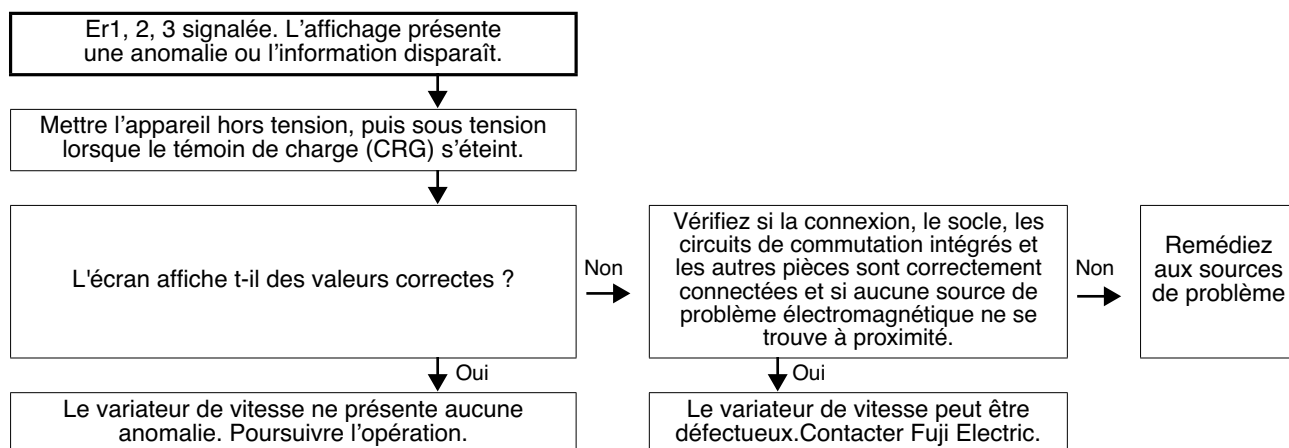 Er1, 2, 3 signalée. L'affichage présente
une anomalie ou l'information disparaît.
Mettre l'appareil hors tension, puis sous tension
lorsque le témoin de charge (CRG) s'éteint.
L'écran affiche t-il des valeurs correctes ?
Non
Vérifiez si la connexion, le socle, les
circuits de commutation intégrés et
les autres pièces sont correctement
connectées et si aucune source de
problème électromagnétique ne se
trouve à proximité.
Non
Remédiez
aux sources
de problème
Oui
Oui
Le variateur de vitesse ne présente aucune
anomalie. Poursuivre l'opération.
Le variateur de vitesse peut être
défectueux.Contacter Fuji Electric.